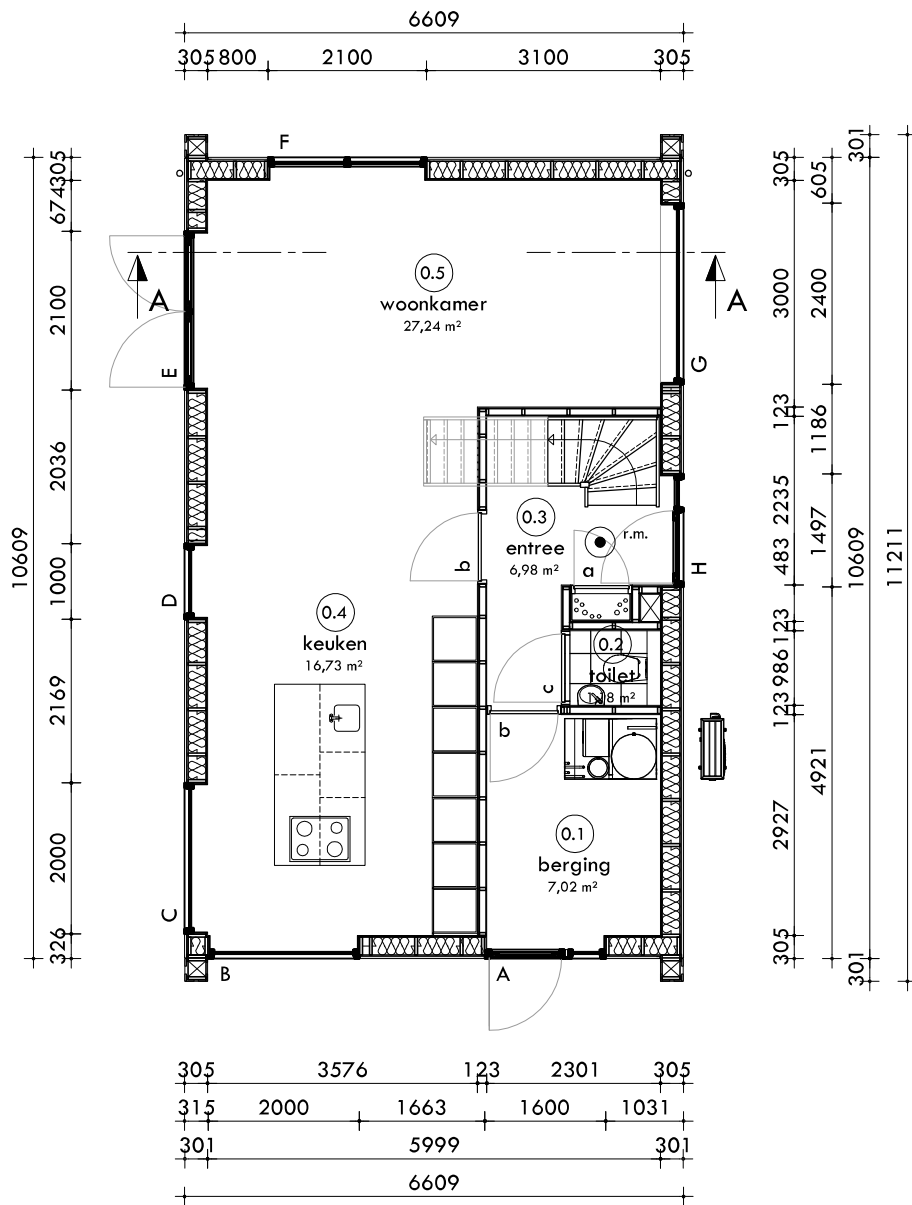 6609
305 800 2100 3100 305
F
301
305
674
2100
2036
1000
2169
2000
326
10609
305
3000
123
2235
483
123
986
123
2927
305
605
2400
1186
1497
4921
301
10609
301
11211
A
A
0.5
woonkamer
27,24 m²
E
G
0.3
entree
6,98 m²
r.m.
a
b
H
D
0.4
keuken
16,73 m²
0.2
toilet
c
b
0.1
berging
7,02 m²
C
B
A
305 3576 123 2301 305
315 2000 1663 1600 1031
301 5999 301
6609